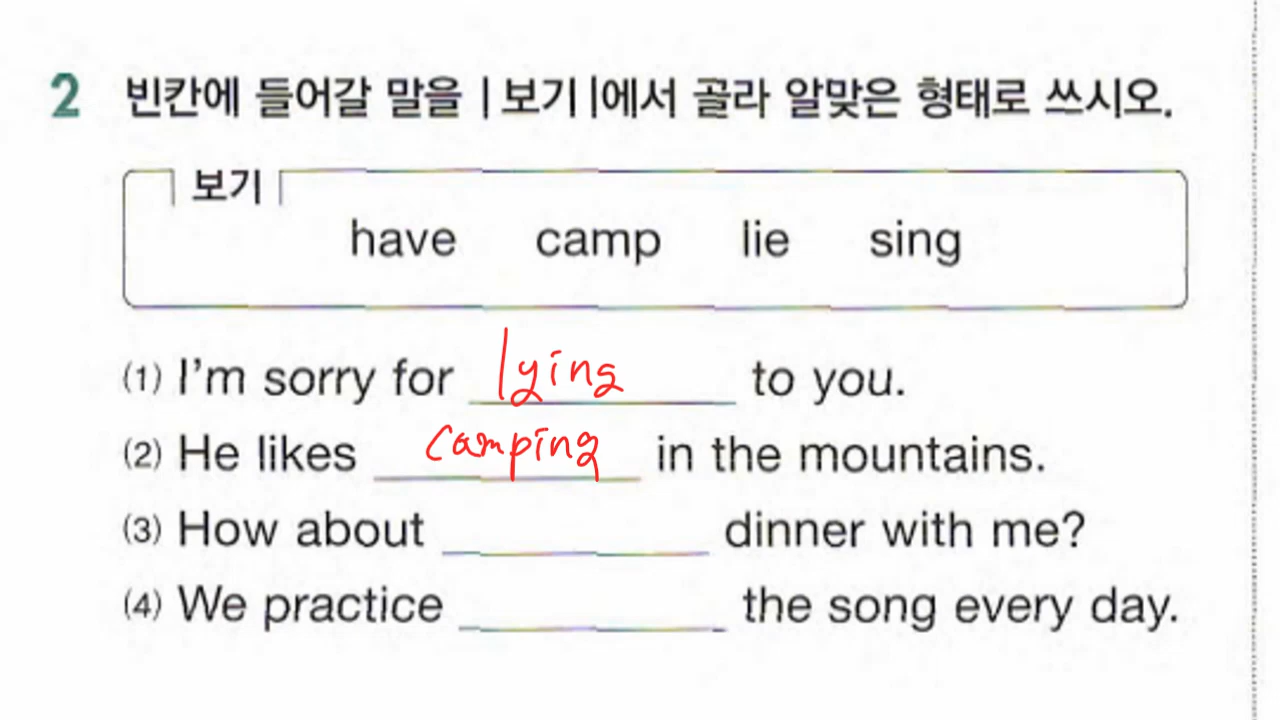 2 빈칸에 들어갈 말을 | 보기 |에서 골라 알맞은 형태로 쓰시오.
| 보기 |
have camp lie sing
(1) I'm sorry for lying to you.
(2) He likes camping in the mountains.
(3) How about ____ dinner with me?
(4) We practice ____ the song every day.